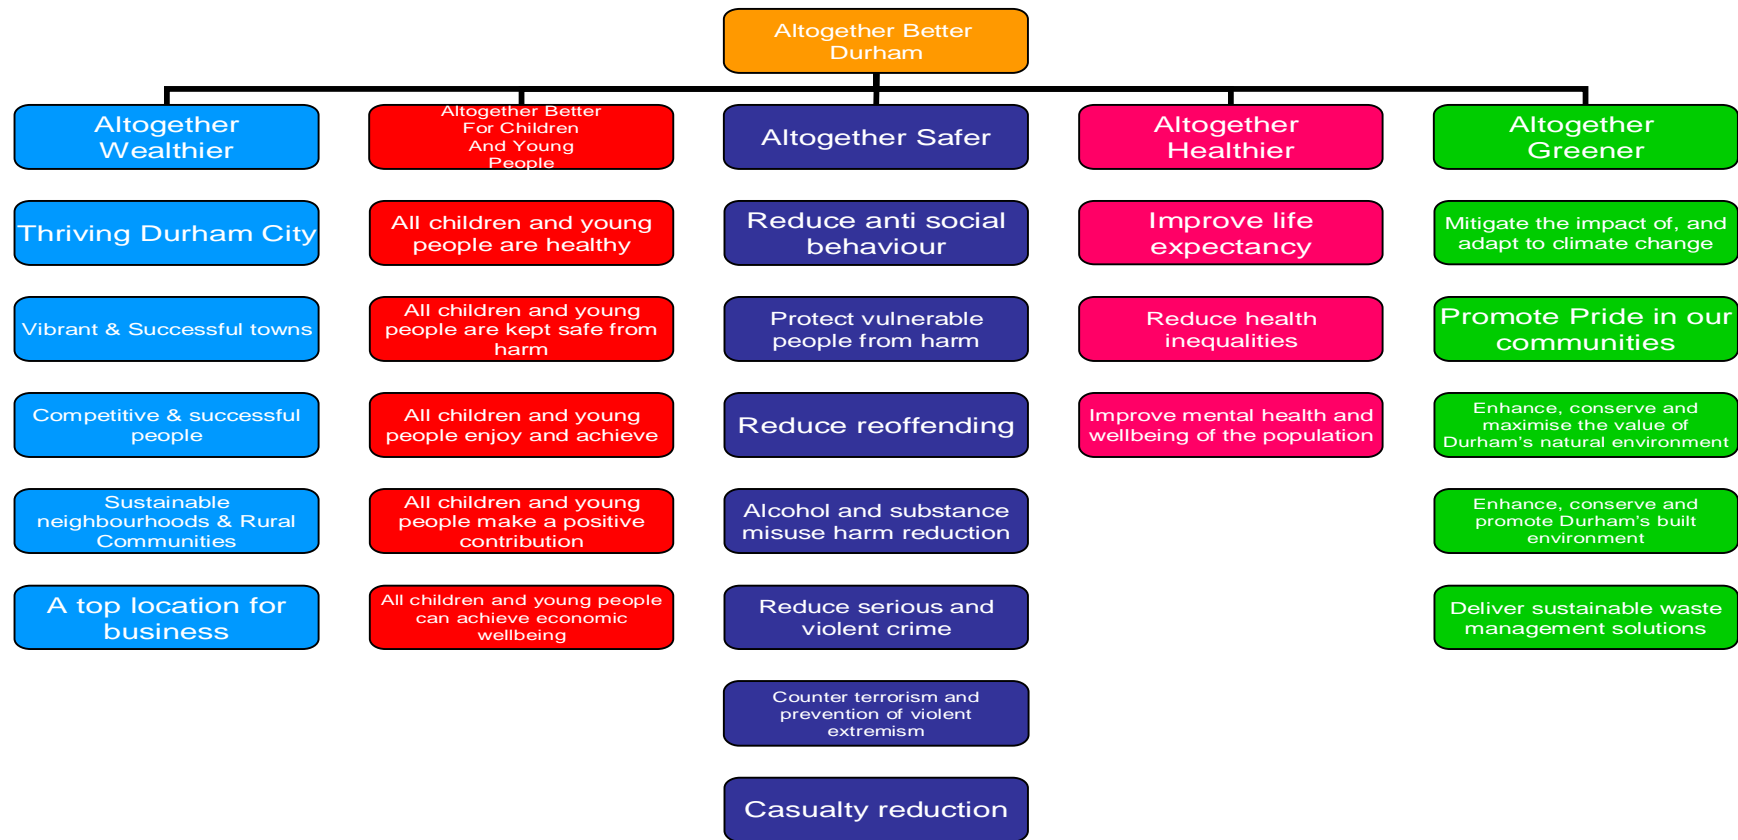 Altogether Better
Durham
Altogether
Wealthier
Thriving Durham City
Vibrant & Successful towns
Competitive & successful
people
Sustainable
neighbourhoods & Rural
Communities
A top location for
business
Altogether Better
For Children
And Young
People
All children and young
people are healthy
All children and young
people are kept safe from
harm
All children and young
people enjoy and achieve
All children and young
people make a positive
contribution
All children and young people
can achieve economic
wellbeing
Altogether Safer
Reduce anti social
behaviour
Protect vulnerable
people from harm
Reduce reoffending
Alcohol and substance
misuse harm reduction
Reduce serious and
violent crime
Counter terrorism and
prevention of violent
extremism
Casualty reduction
Altogether
Healthier
Improve life
expectancy
Reduce health
inequalities
Improve mental health and
wellbeing of the population
Altogether
Greener
Mitigate the impact of, and
adapt to climate change
Promote Pride in our
communities
Enhance, conserve and
maximise the value of
Durham's natural environment
Enhance, conserve and
promote Durham's built
environment
Deliver sustainable waste
management solutions